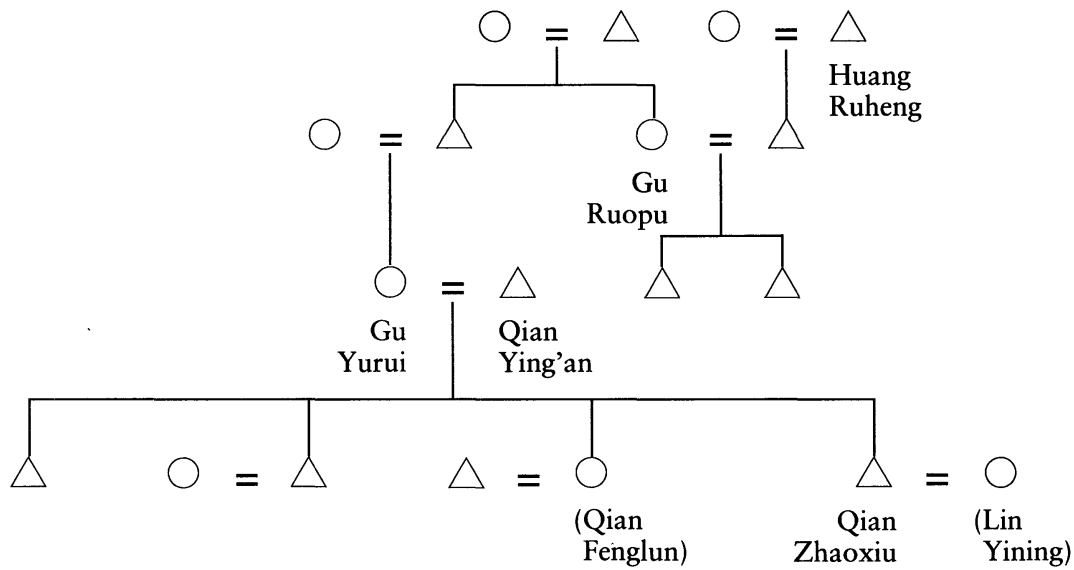 Huang
Ruheng
Gu
Ruopu
Gu
Yurui
Qian
Ying'an
(Qian
Fenglun)
Qian
Zhaoxiu
(Lin
Yining)